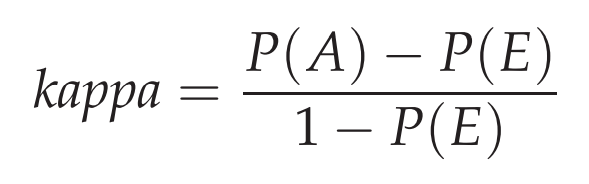 kappa = P(A) − P(E)
1 − P(E)